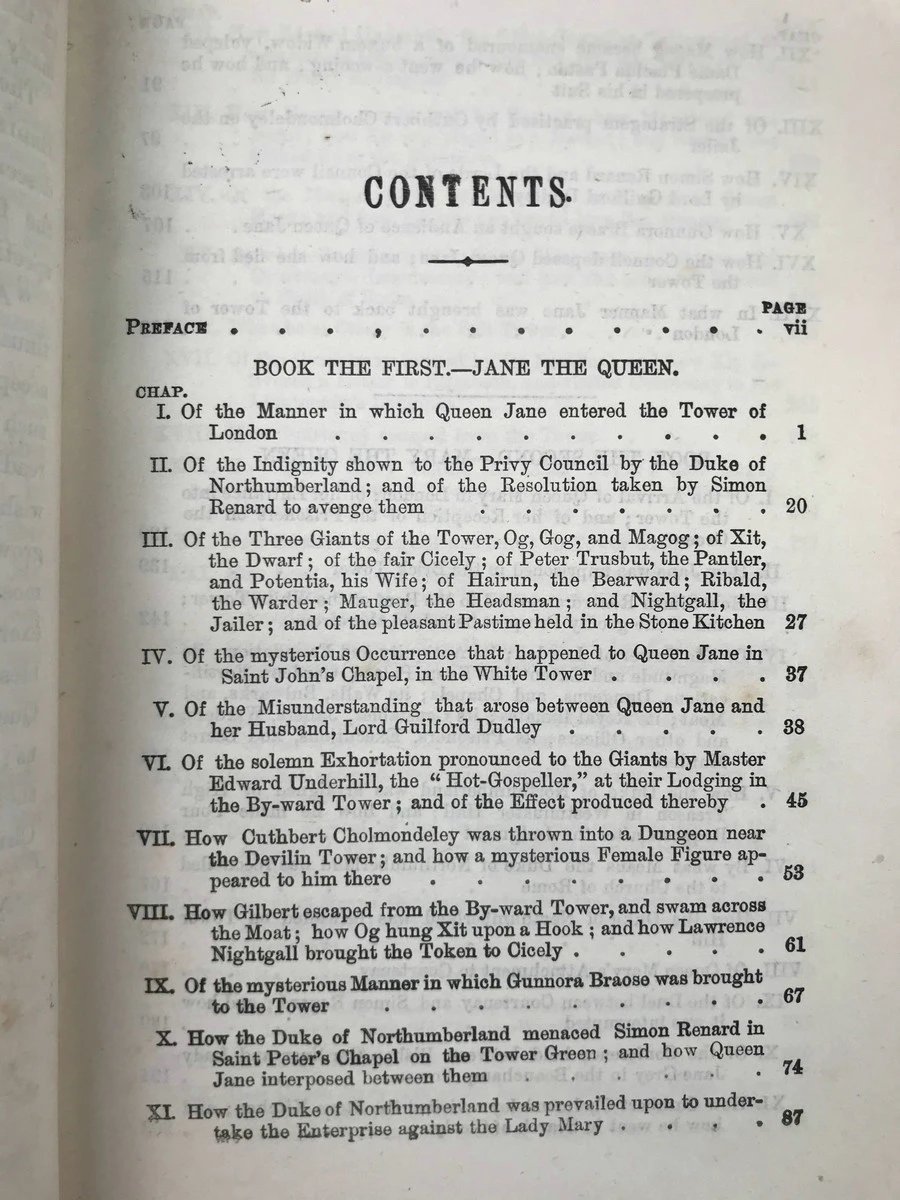 CONTENTS.
PAGE
PREFACE . . . , . . . . . . . . . vii
BOOK THE FIRST.—JANE THE QUEEN.
CHAP.
I. Of the Manner in which Queen Jane entered the Tower of
London . . . . . . . . . . 1
II. Of the Indignity shown to the Privy Council by the Duke of
Northumberland; and of the Resolution taken by Simon
Renard to avenge them . . . . . . . 20
III. Of the Three Giants of the Tower, Og, Gog, and Magog; of Xit,
the Dwarf; of the fair Cicely; of Peter Trusbut, the Pantler,
and Potentia, his Wife; of Hairun, the Bearward; Ribald,
the Warder; Mauger, the Headsman; and Nightgall, the
Jailer; and of the pleasant Pastime held in the Stone Kitchen 27
IV. Of the mysterious Occurrence that happened to Queen Jane in
Saint John's Chapel, in the White Tower . . . . 37
V. Of the Misunderstanding that arose between Queen Jane and
her Husband, Lord Guilford Dudley . . . . . 38
VI. Of the solemn Exhortation pronounced to the Giants by Master
Edward Underhill, the "Hot-Gospeller," at their Lodging in
the By-ward Tower; and of the Effect produced thereby . 45
VII. How Cuthbert Cholmondeley was thrown into a Dungeon near
the Devilin Tower; and how a mysterious Female Figure ap-
peared to him there . . . . . . . . 53
VIII. How Gilbert escaped from the By-ward Tower, and swam across
the Moat; how Og hung Xit upon a Hook; and how Lawrence
Nightgall brought the Token to Cicely . . . . . 61
IX. Of the mysterious Manner in which Gunnora Braose was brought
to the Tower . . . . . . . . . 67
X. How the Duke of Northumberland menaced Simon Renard in
Saint Peter's Chapel on the Tower Green; and how Queen
Jane interposed between them . . . . . . 74
XI. How the Duke of Northumberland was prevailed upon to under-
take the Enterprise against the Lady Mary . . . . 87